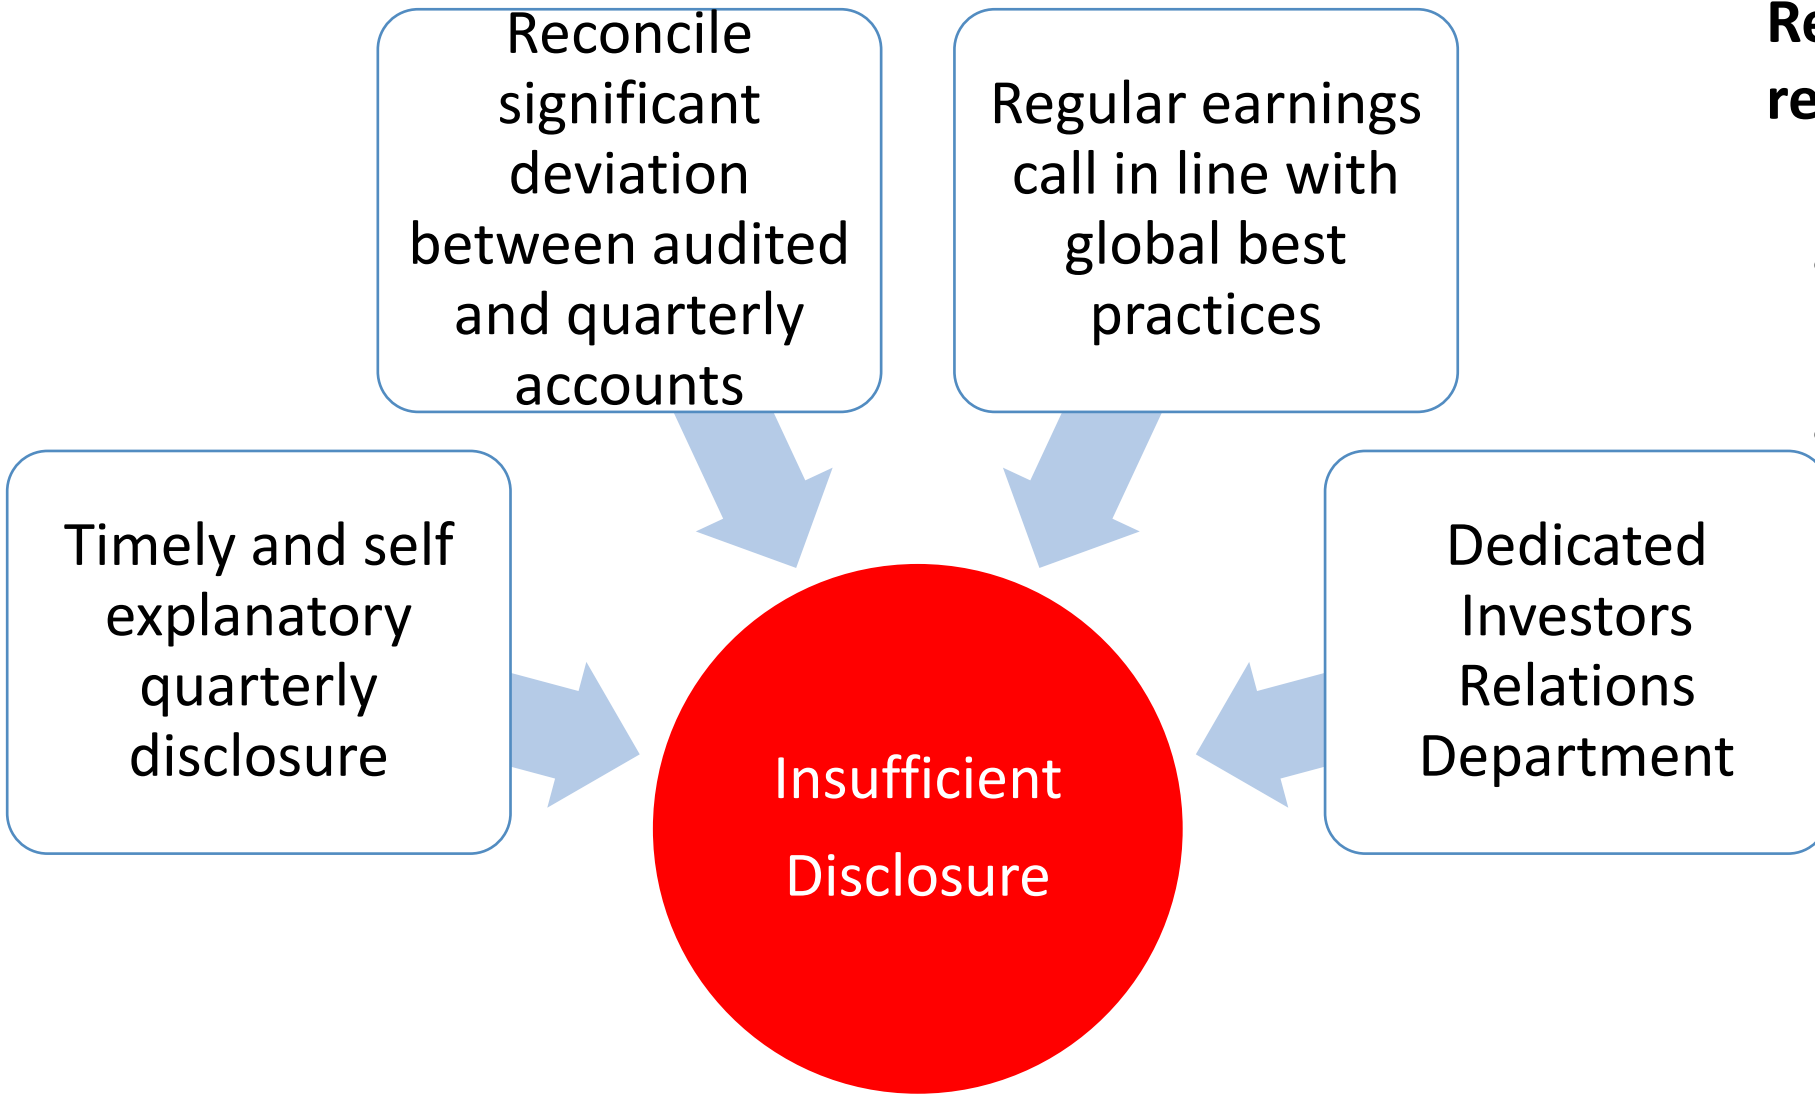 Reconcile
significant
deviation
between audited
and quarterly
accounts
Regular earnings
call in line with
global best
practices
Timely and self
explanatory
quarterly
disclosure
Dedicated
Investors
Relations
Department
Insufficient
Disclosure